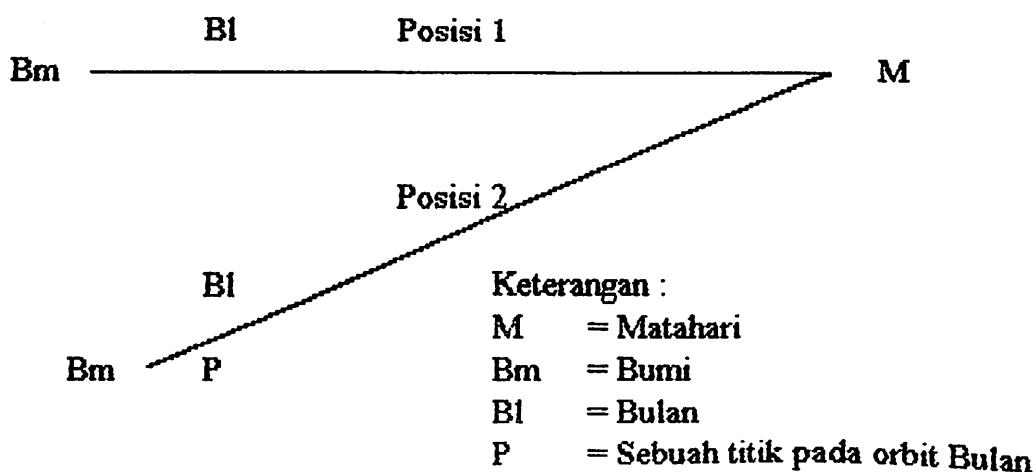 Bl Posisi 1
Bm M
Posisi 2
Bl
Bm P
Keterangan :
M = Matahari
Bm = Bumi
Bl = Bulan
P = Sebuah titik pada orbit Bulan